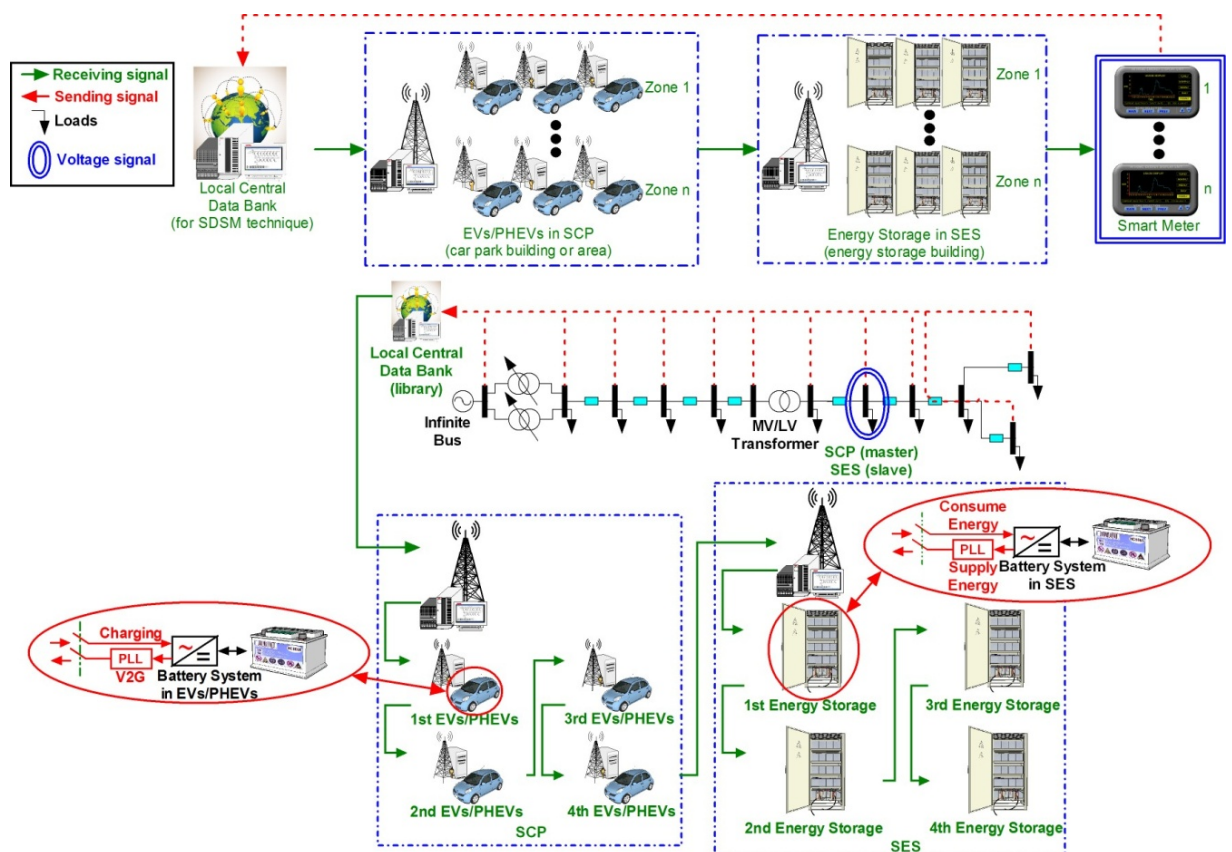 Receiving signal
Sending signal
Loads
Voltage signal
Local Central
Data Bank
(for SDSM technique)
Zone 1
Zone n
EVs/PHEVs in SCP
(car park building or area)
Zone 1
Zone n
Energy Storage in SES
(energy storage building)
1
n
Smart Meter
Local Central
Data Bank
(library)
Infinite
Bus
MV/LV
Transformer
SCP (master)
SES (slave)
Charging
PLL
V2G
Battery System
in EVs/PHEVs
1st EVs/PHEVs
3rd EVs/PHEVs
2nd EVs/PHEVs
4th EVs/PHEVs
SCP
Consume
Energy
PLL
Supply
Energy
Battery System
in SES
1st Energy Storage
3rd Energy Storage
2nd Energy Storage
4th Energy Storage
SES